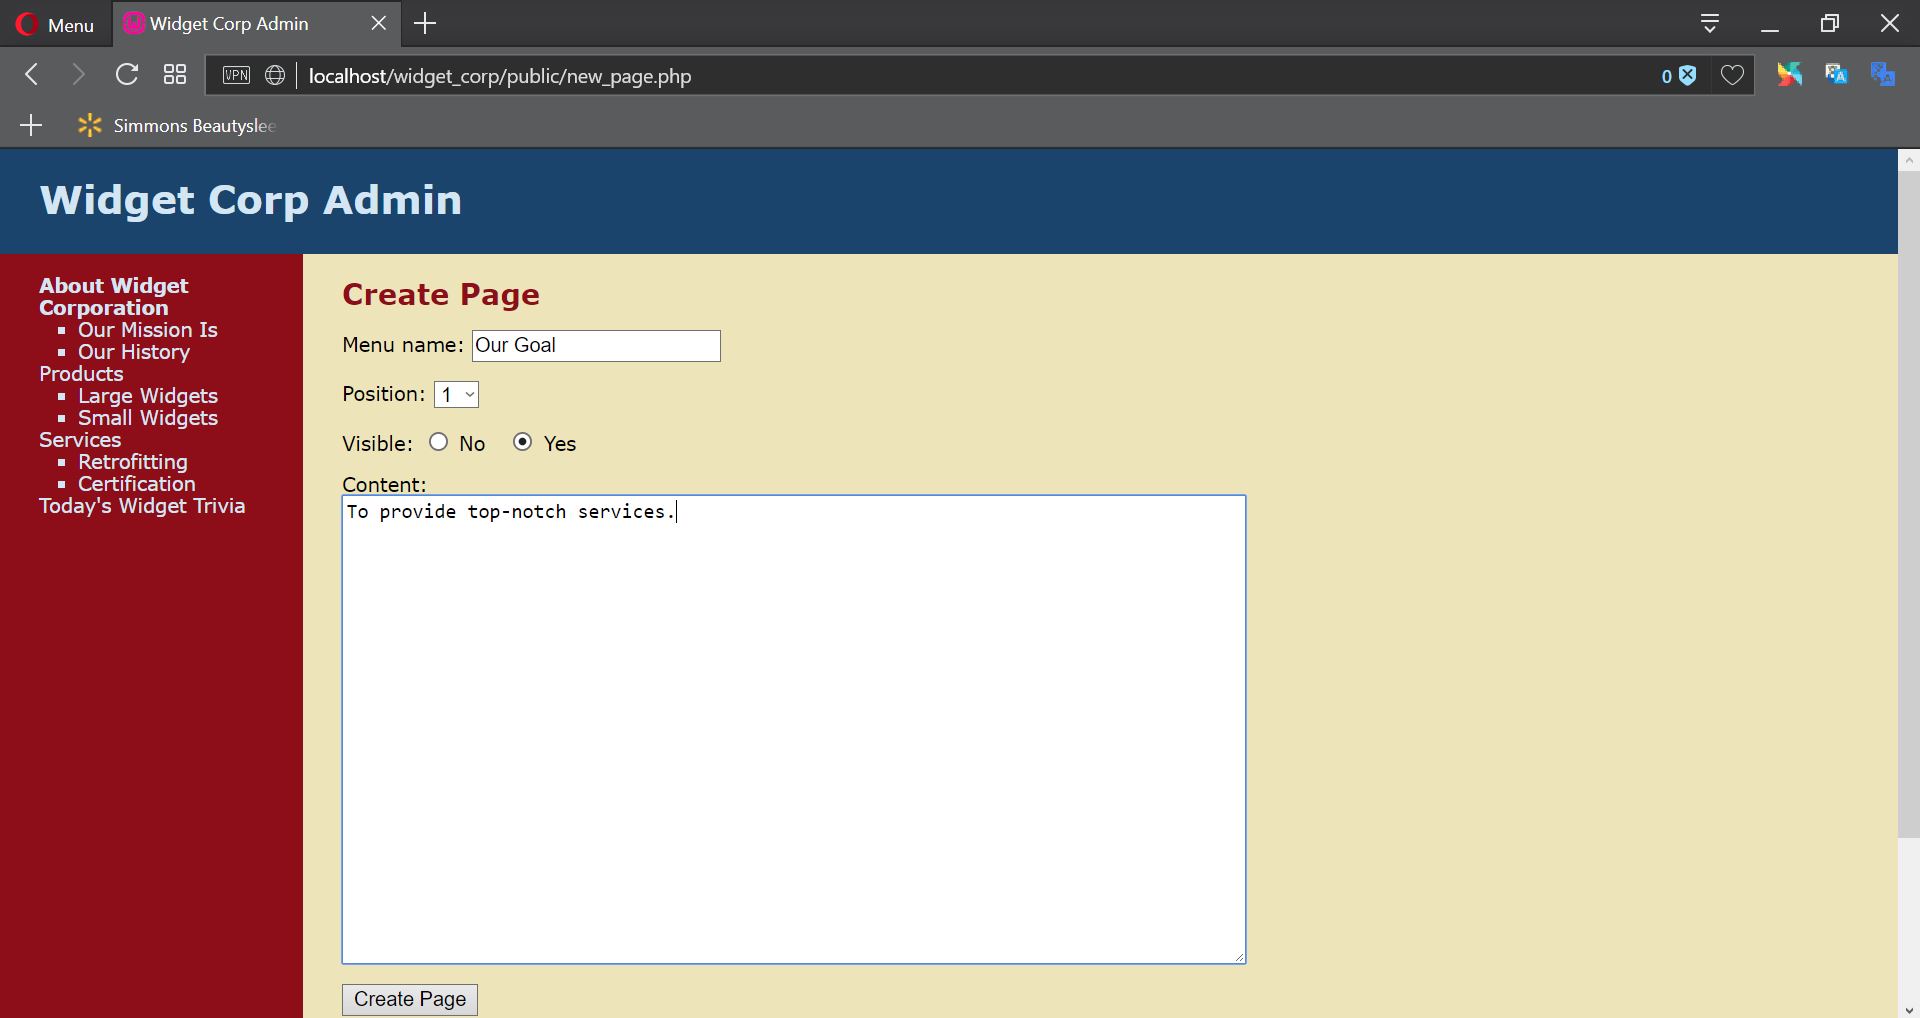 Menu
Widget Corp Admin
VPN
localhost/widget_corp/public/new_page.php
0
Simmons Beautyslee
Widget Corp Admin
About Widget
Corporation
Our Mission Is
Our History
Products
Large Widgets
Small Widgets
Services
Retrofitting
Certification
Today's Widget Trivia
Create Page
Menu name: Our Goal
Position: 1
Visible: No Yes
Content:
To provide top-notch services.
Create Page